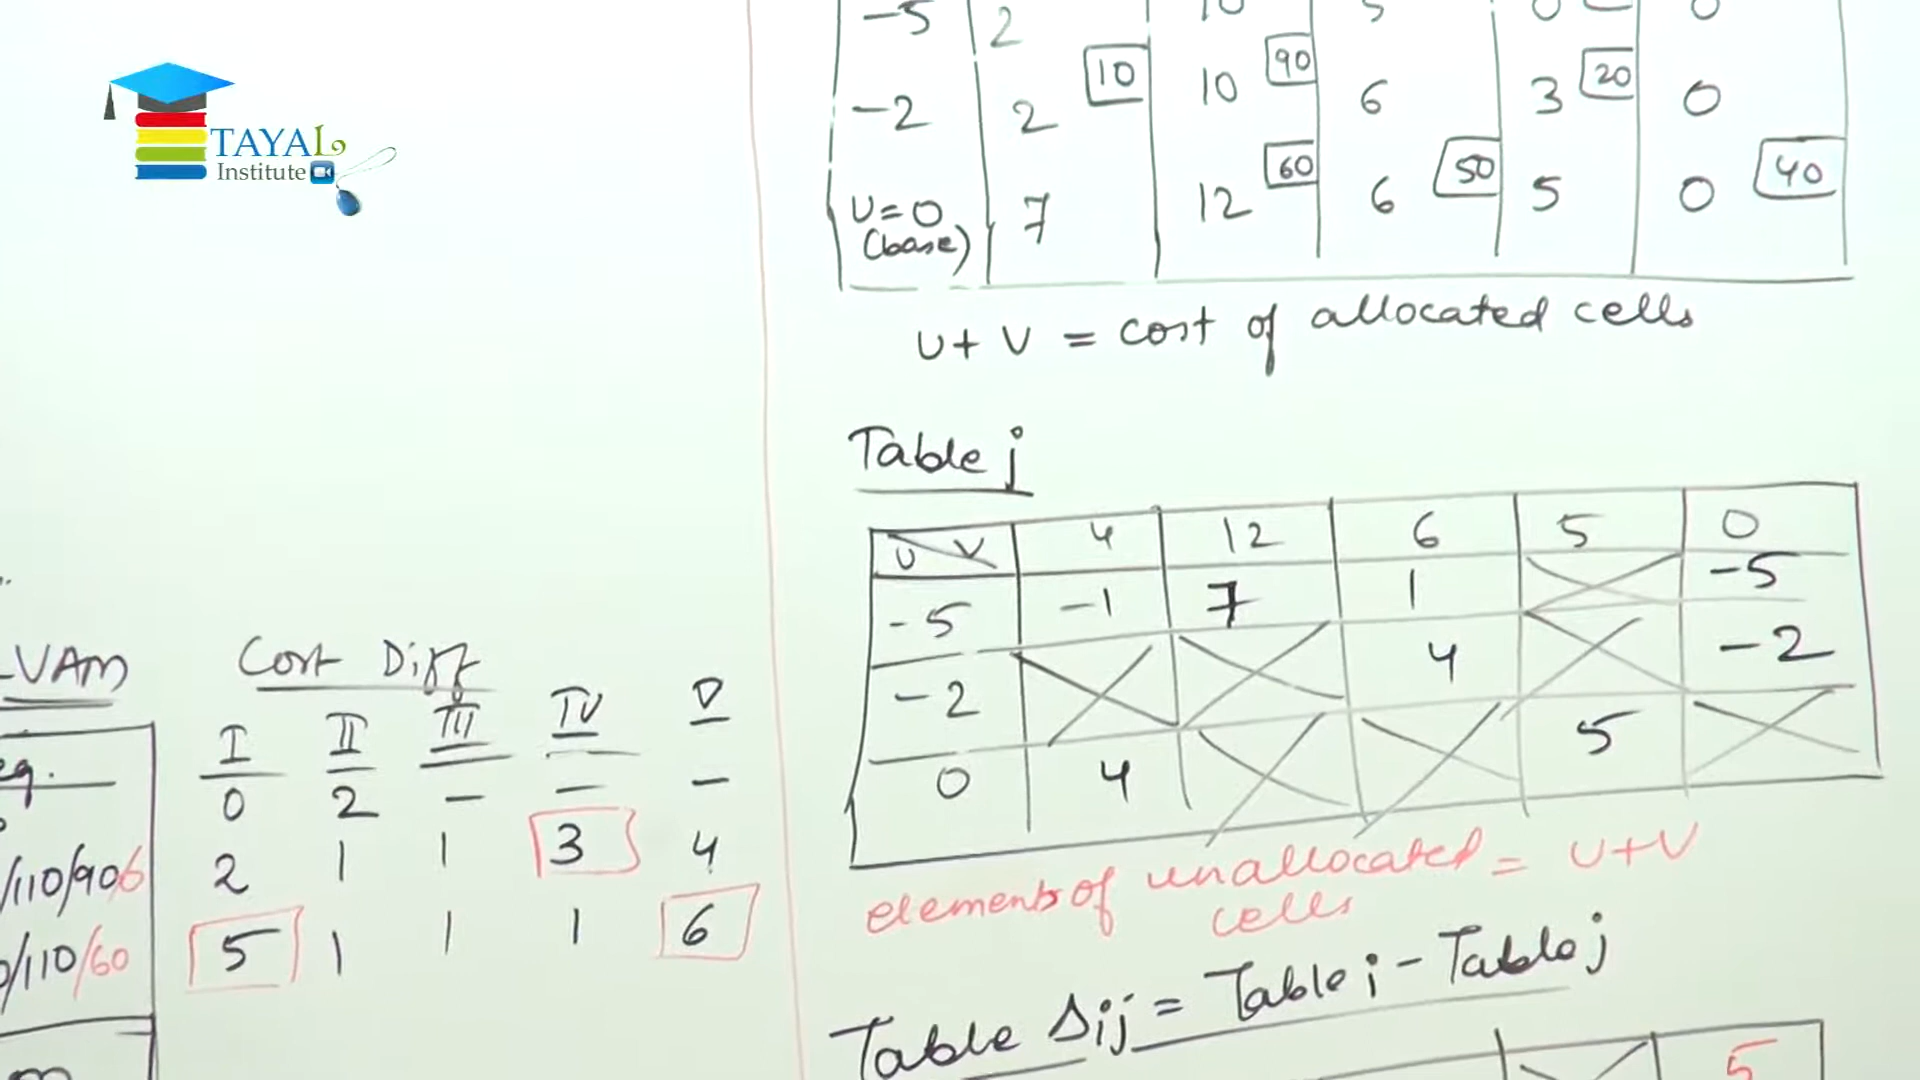 TAYAL
Institute
-5 2 10 5 0 0
-2 2 10 10 90 6 3 20 0
U=0 7 12 60 6 50 5 0 40
(base)
U+V = cost of allocated cells
Table j
U V 4 12 6 5 0
-5 -1 7 1 -5
-2 4 -2
0 4 5
elements of unallocated = U+V
cells
Table Δij = Table i - Table j
5
VAM
Cost Diff
I II III IV V
0 2 - - -
/110/90 6 2 1 1 3 4
/110/60 5 1 1 1 6